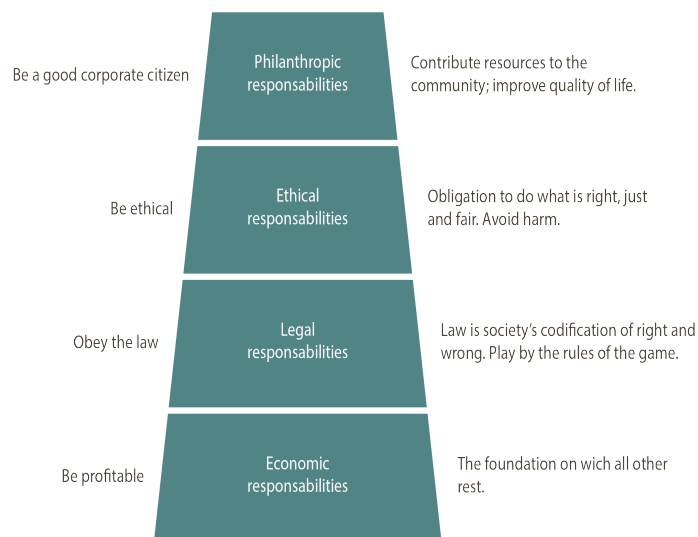 Be a good corporate citizen
Philanthropic
responsabilities
Contribute resources to the
community; improve quality of life.
Be ethical
Ethical
responsabilities
Obligation to do what is right, just
and fair. Avoid harm.
Obey the law
Legal
responsabilities
Law is society’s codification of right and
wrong. Play by the rules of the game.
Be profitable
Economic
responsabilities
The foundation on wich all other
rest.